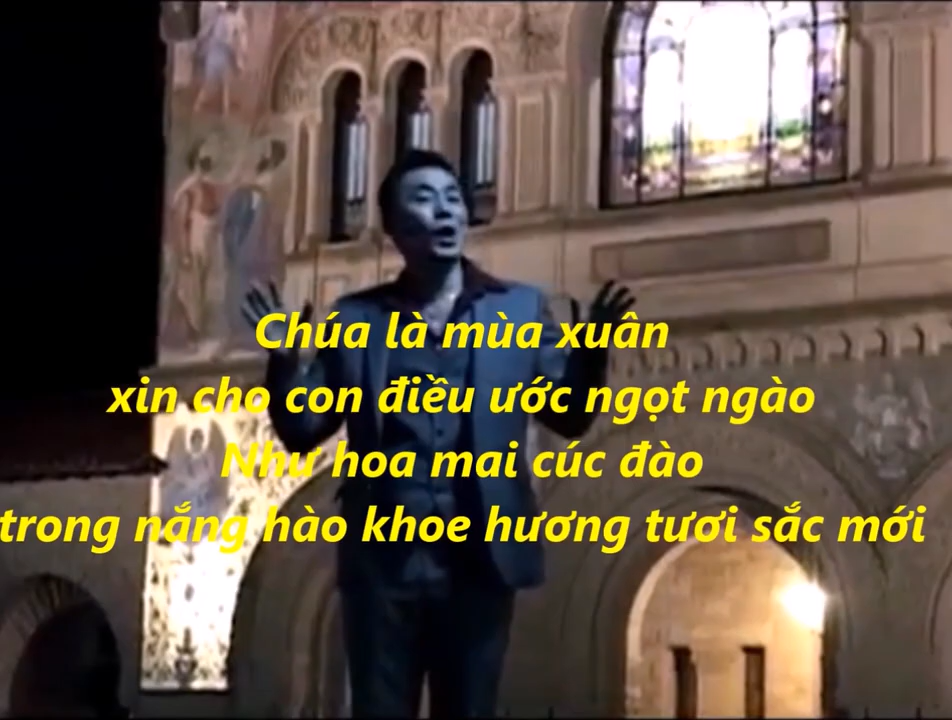 Chúa là mùa xuân
xin cho con điều ước ngọt ngào
Như hoa mai cúc đào
trong nắng hào khoe hương tươi sắc mới